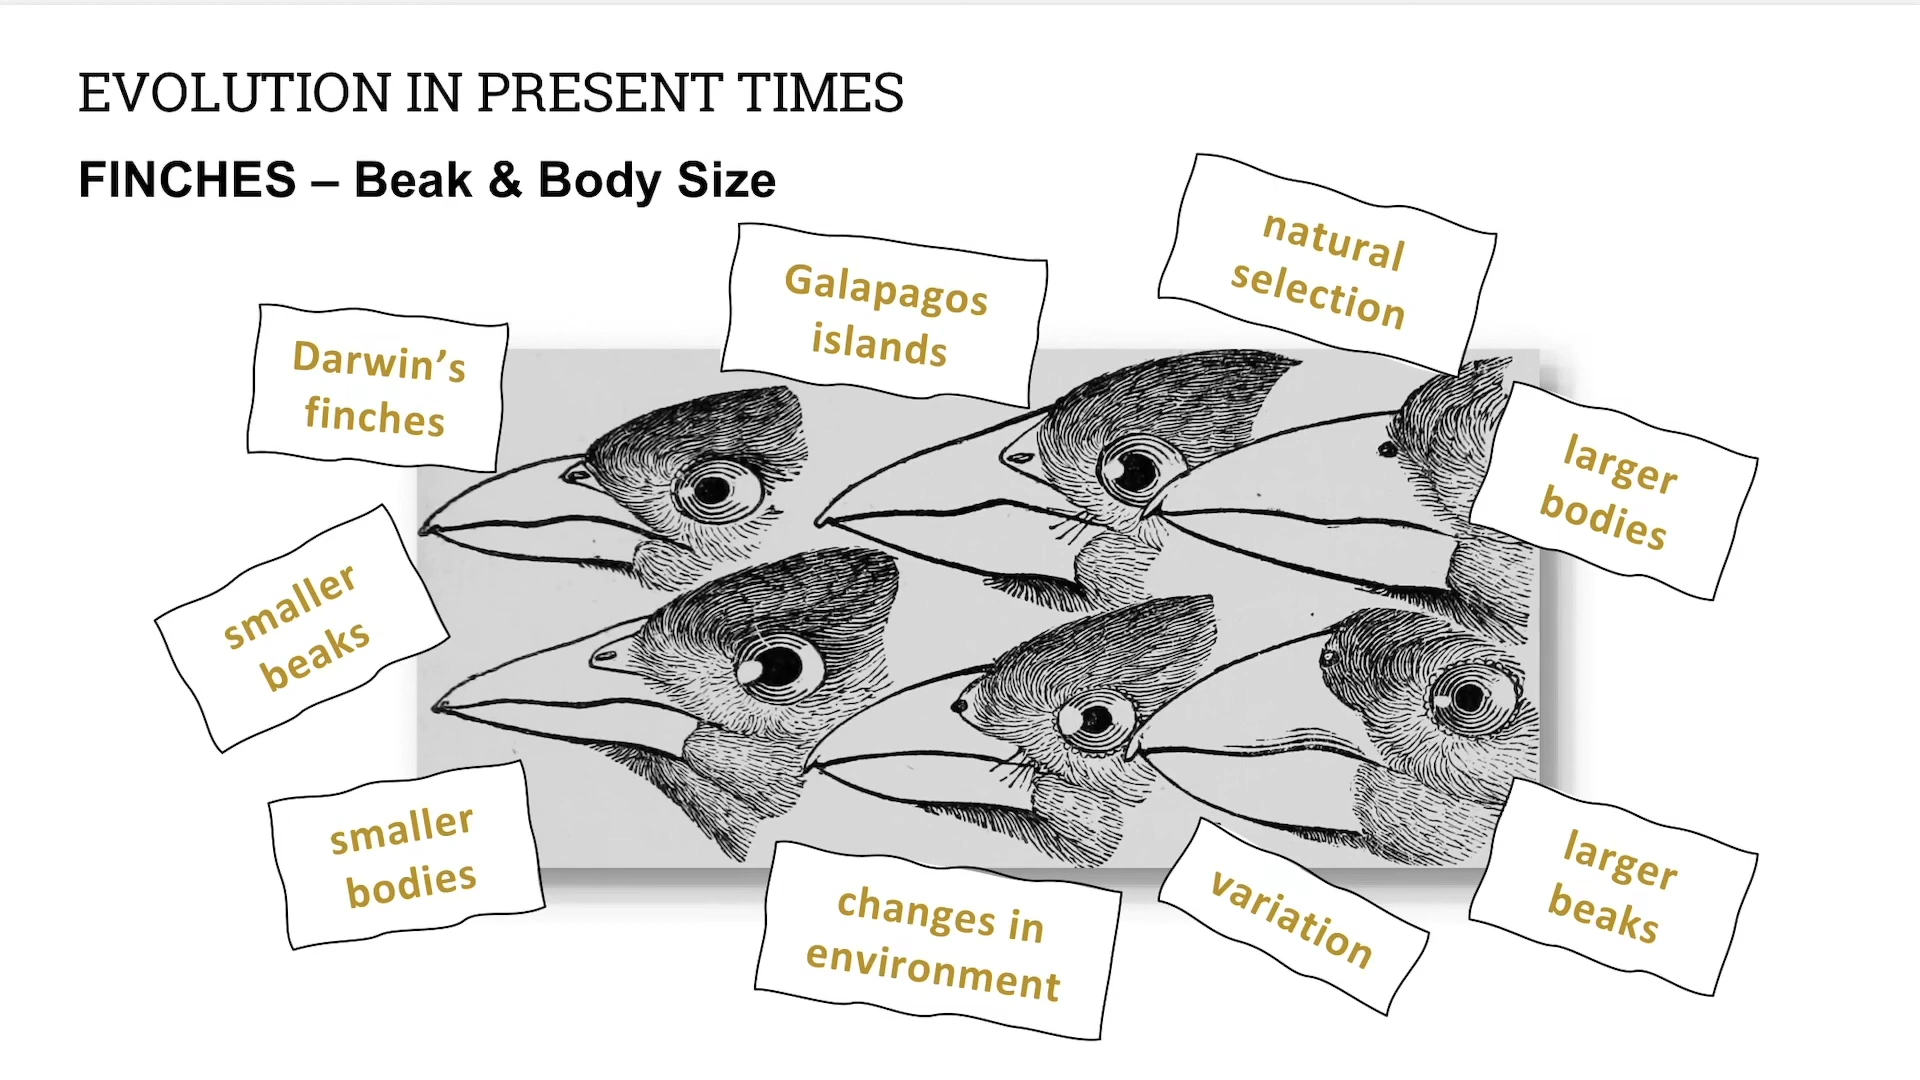 EVOLUTION IN PRESENT TIMES
FINCHES – Beak & Body Size
natural
selection
Galapagos
islands
Darwin’s
finches
larger
bodies
smaller
beaks
smaller
bodies
changes in
environment
variation
larger
beaks